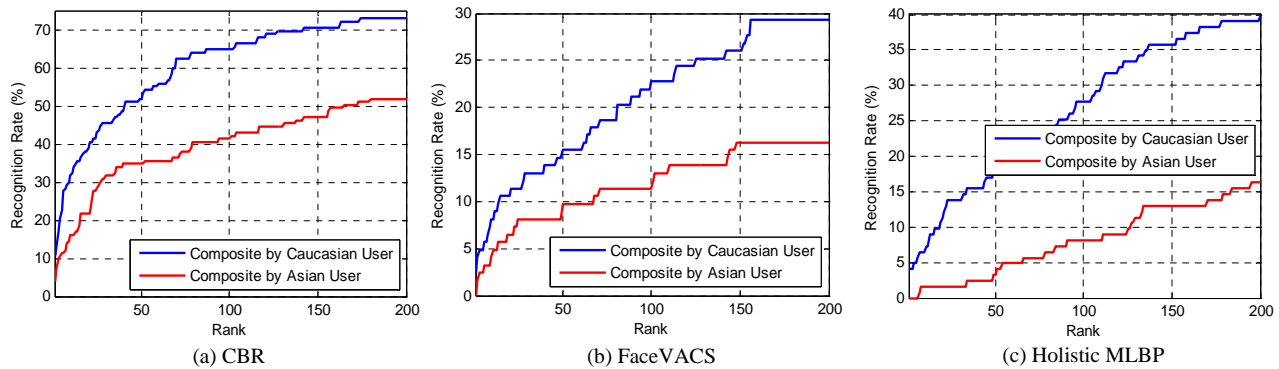 70
60
50
40
30
20
10
0
50
100
150
200
Recognition Rate (%)
Rank
Composite by Caucasian User
Composite by Asian User
(a) CBR
30
25
20
15
10
5
0
50
100
150
200
Recognition Rate (%)
Rank
Composite by Caucasian User
Composite by Asian User
(b) FaceVACS
40
35
30
25
20
15
10
5
0
50
100
150
200
Recognition Rate (%)
Rank
Composite by Caucasian User
Composite by Asian User
(c) Holistic MLBP